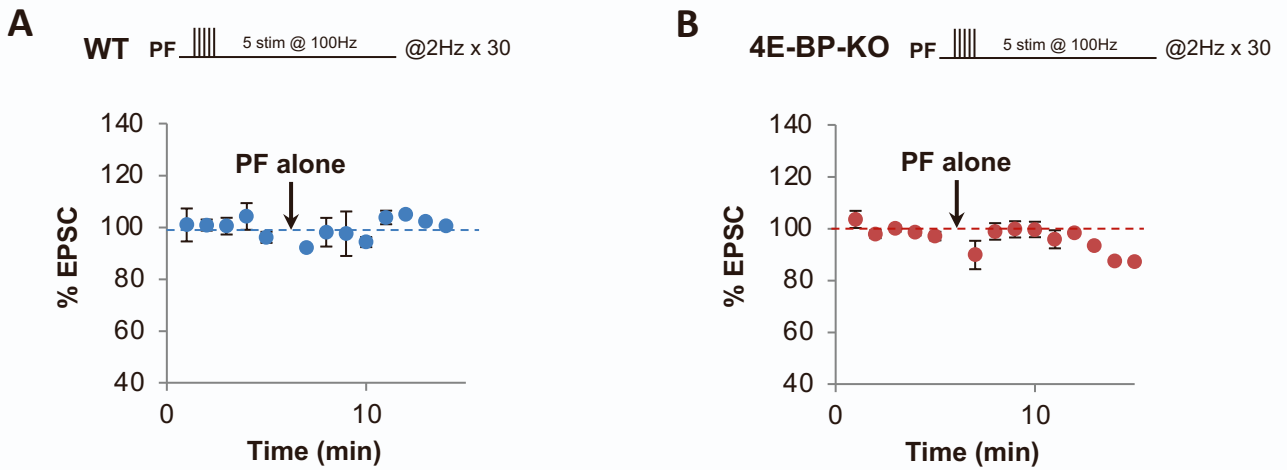 A
WT PF 5 stim @ 100Hz @2Hz x 30
140
120
100
80
60
40
% EPSC
PF alone
0 10
Time (min)
B
4E-BP-KO PF 5 stim @ 100Hz @2Hz x 30
140
120
100
80
60
40
% EPSC
PF alone
0 10
Time (min)